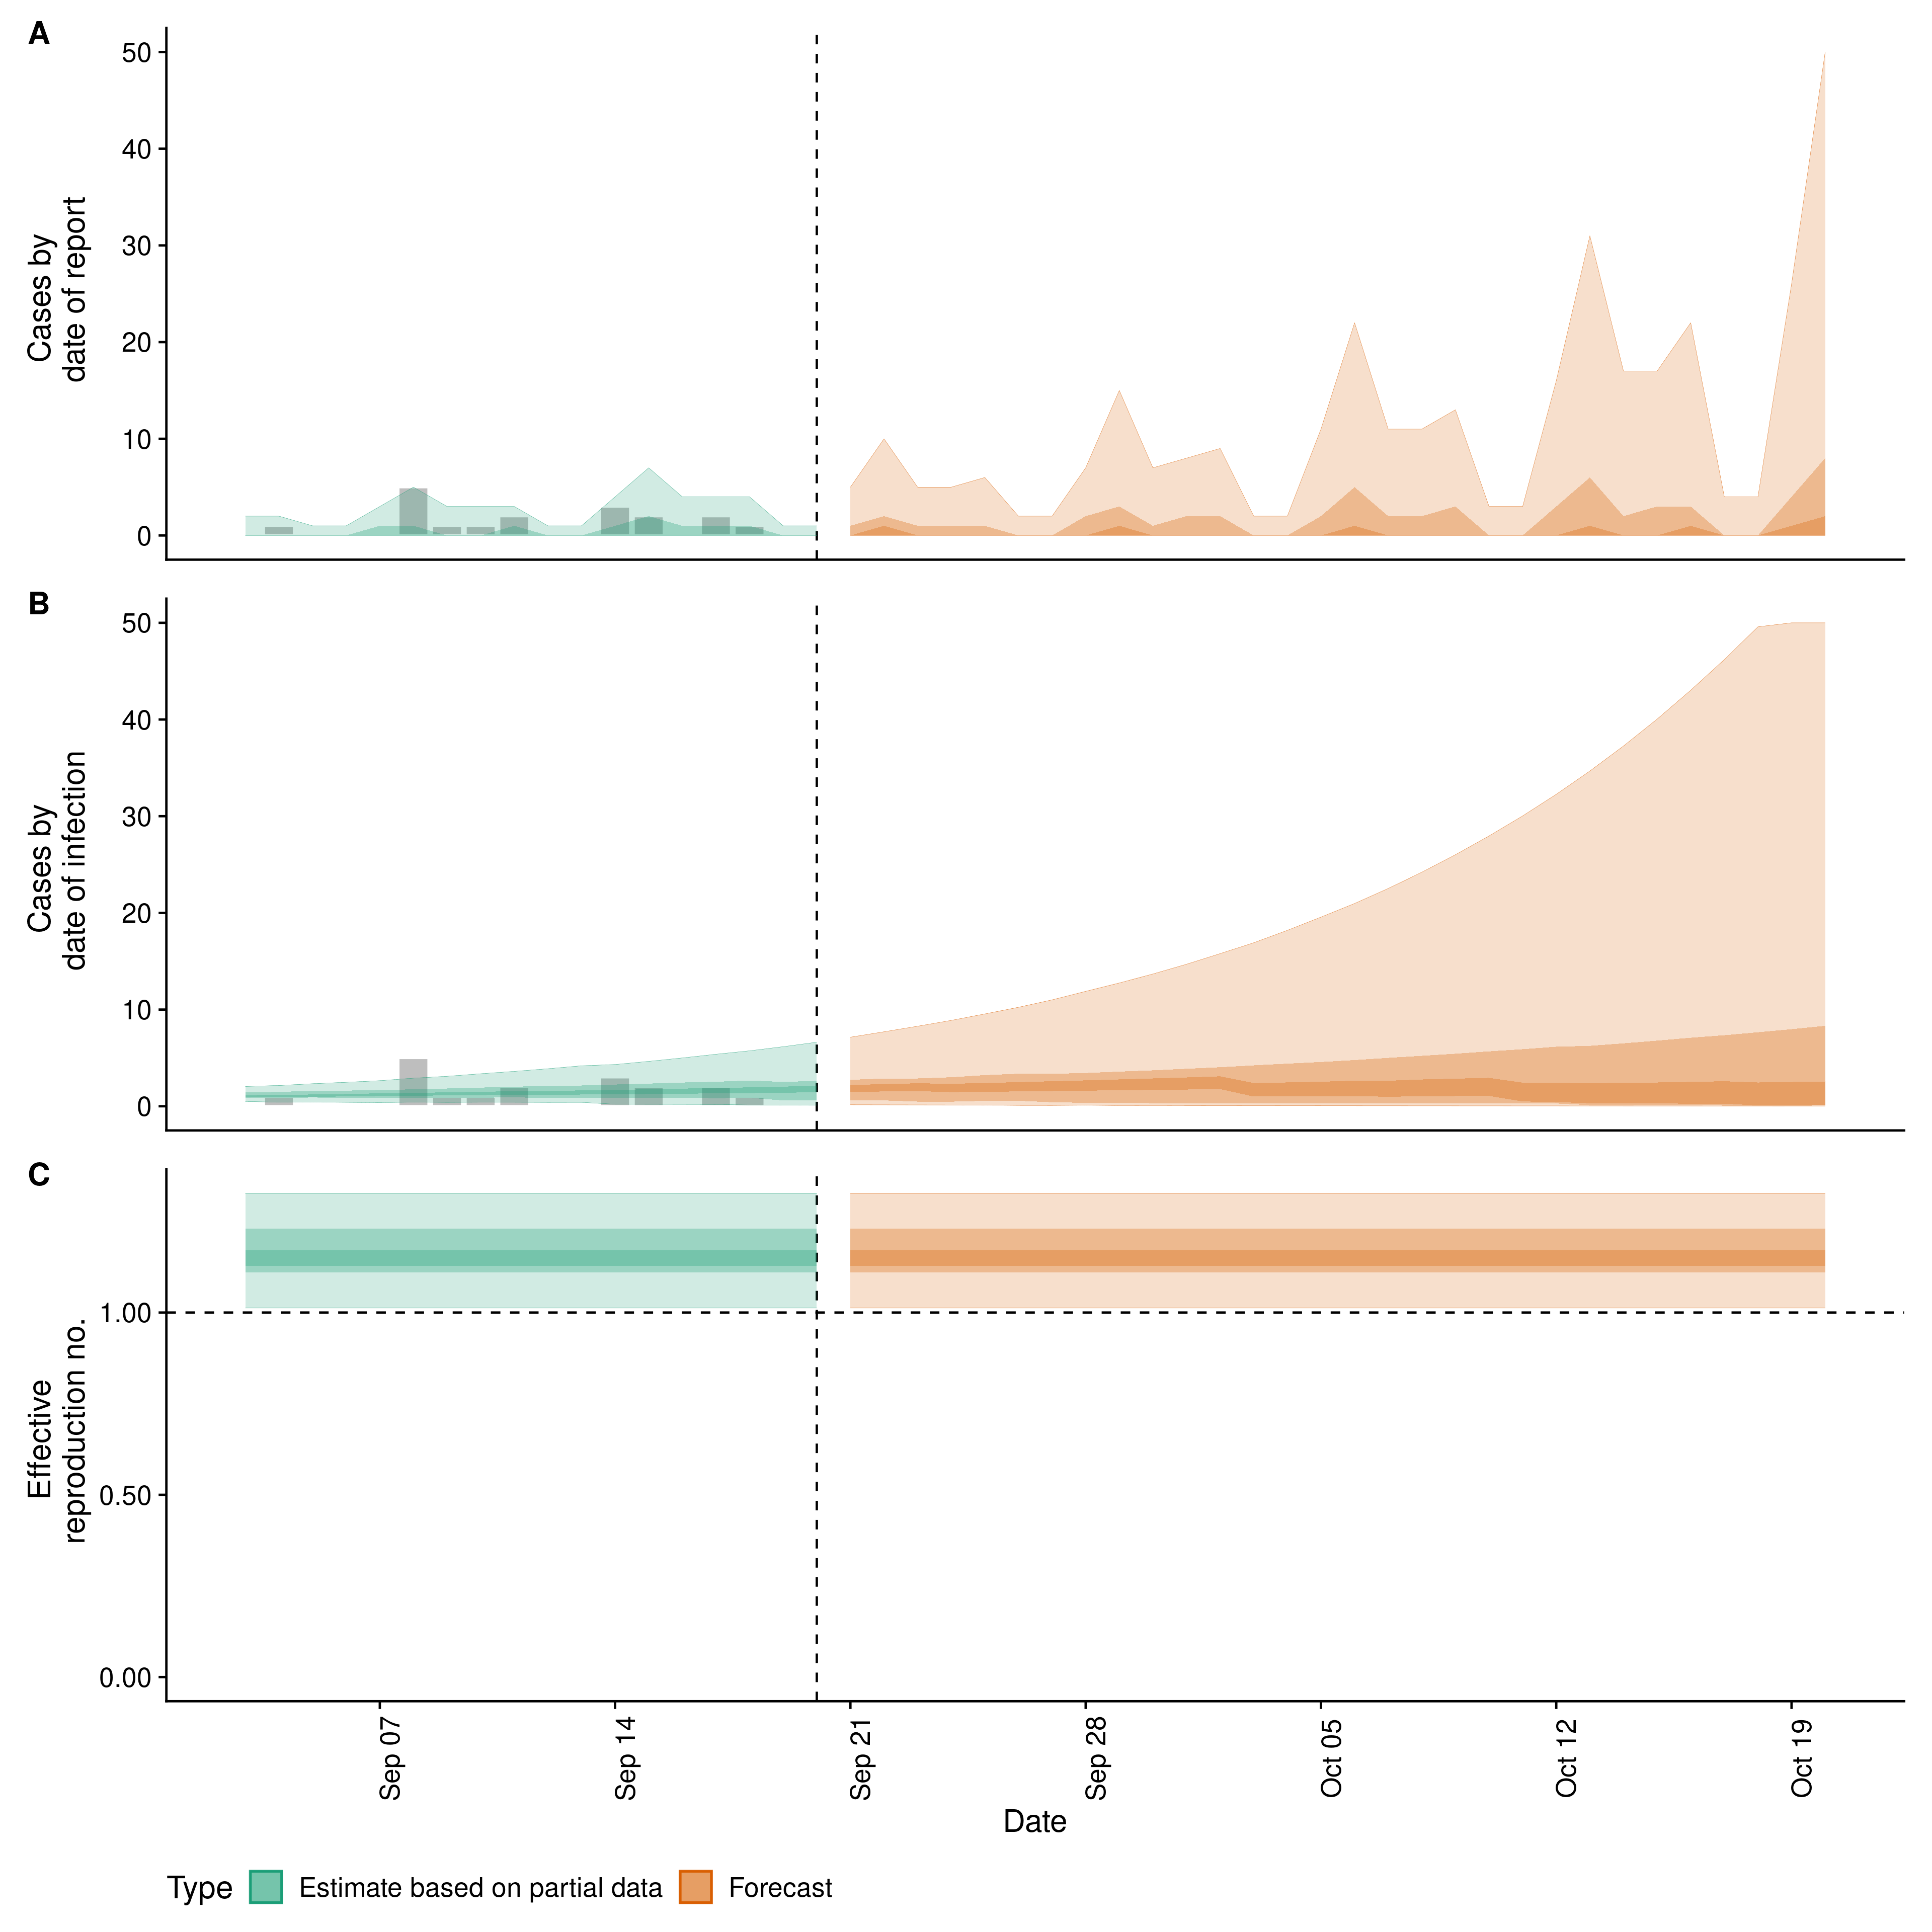 A
50
40
30
20
10
0
Cases by
date of report
B
50
40
30
20
10
0
Cases by
date of infection
C
1.00
0.50
0.00
Effective
reproduction no.
Sep 07
Sep 14
Sep 21
Sep 28
Oct 05
Oct 12
Oct 19
Date
Type Estimate based on partial data Forecast